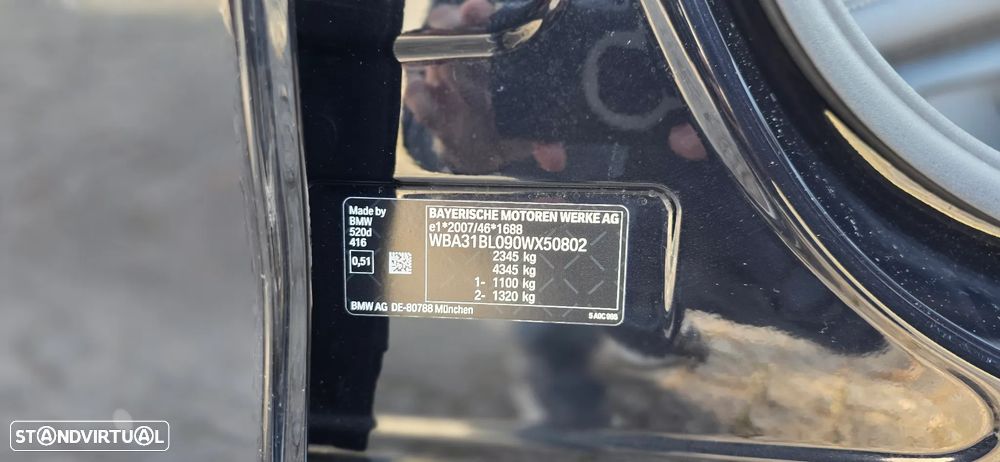 Made by
BMW
520d
416
0,51
BAYERISCHE MOTOREN WERKE AG
e1*2007/46*1688
WBA31BL090WX50802
2345 kg
4345 kg
1- 1100 kg
2- 1320 kg
BMW AG DE-80788 München
STANDVIRTUAL